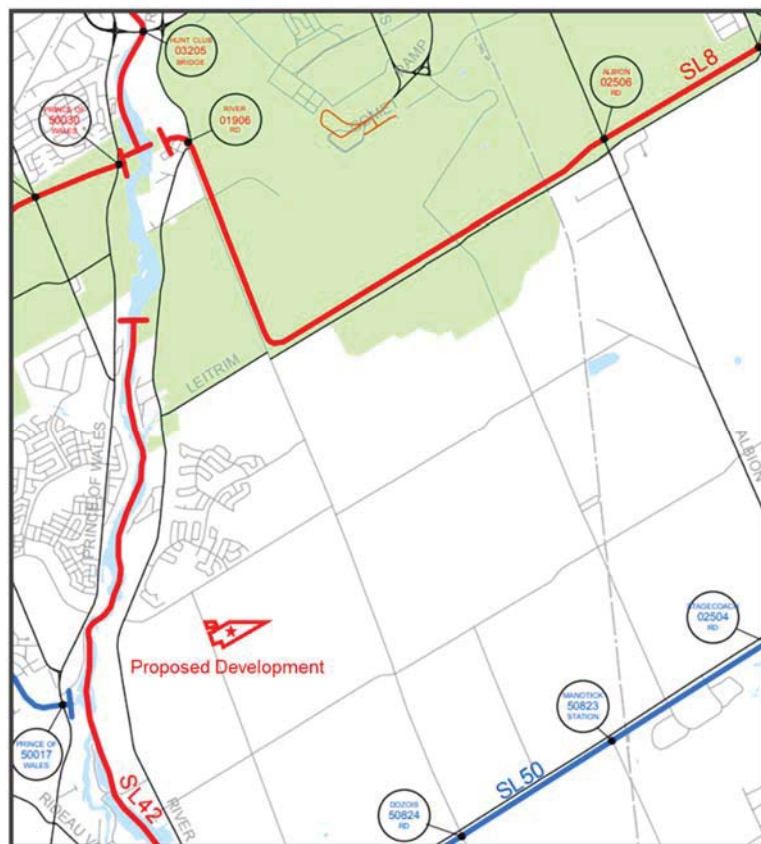 HUNT CLUB
03205
BRIDGE
RAMP
SL8
ALBION
02506
RD
PRINCE OF
50030
WALES
RIVER
01906
RD
LEITRIM
PRINCE OF WALES
ALBION
STAGECOACH
02504
RD
Proposed Development
MANOTICK
50823
STATION
PRINCE OF
50017
WALES
SL50
SL42
RIDEAU V
RIVER
DOZOIS
50824
RD